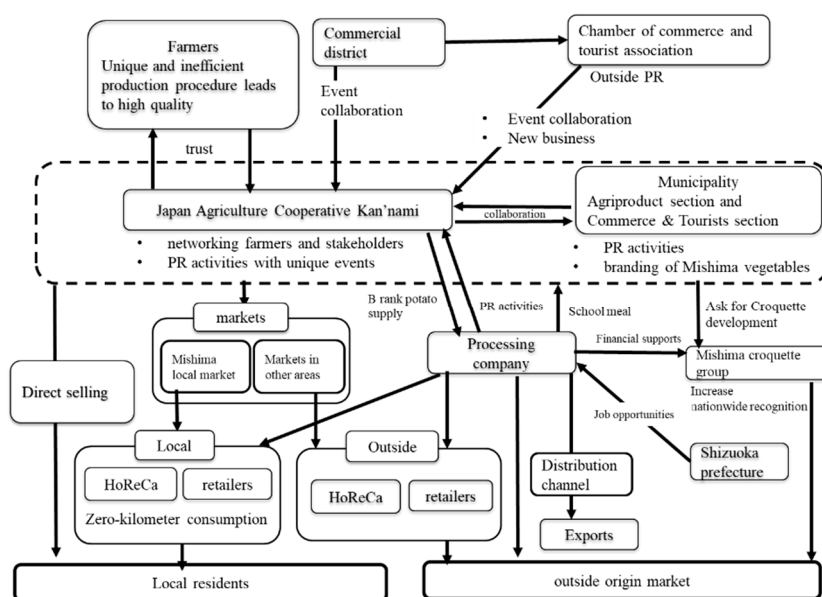 Farmers
Unique and inefficient
production procedure leads
to high quality
Commercial
district
Chamber of commerce and
tourist association
Outside PR
Event
collaboration
• Event collaboration
• New business
trust
Japan Agriculture Cooperative Kan'nami
collaboration
Municipality
Agriproduct section and
Commerce & Tourists section
• networking farmers and stakeholders
• PR activities with unique events
• PR activities
• branding of Mishima vegetables
markets
Mishima
local market
Markets in
other areas
B rank potato
supply
PR activities
School meal
Ask for Croquette
development
Direct selling
Processing
company
Financial supports
Mishima croquette
group
Increase
nationwide recognition
Job opportunities
Shizuoka
prefecture
Local
HoReCa
retailers
Zero-kilometer consumption
Outside
HoReCa
retailers
Distribution
channel
Exports
Local residents
outside origin market